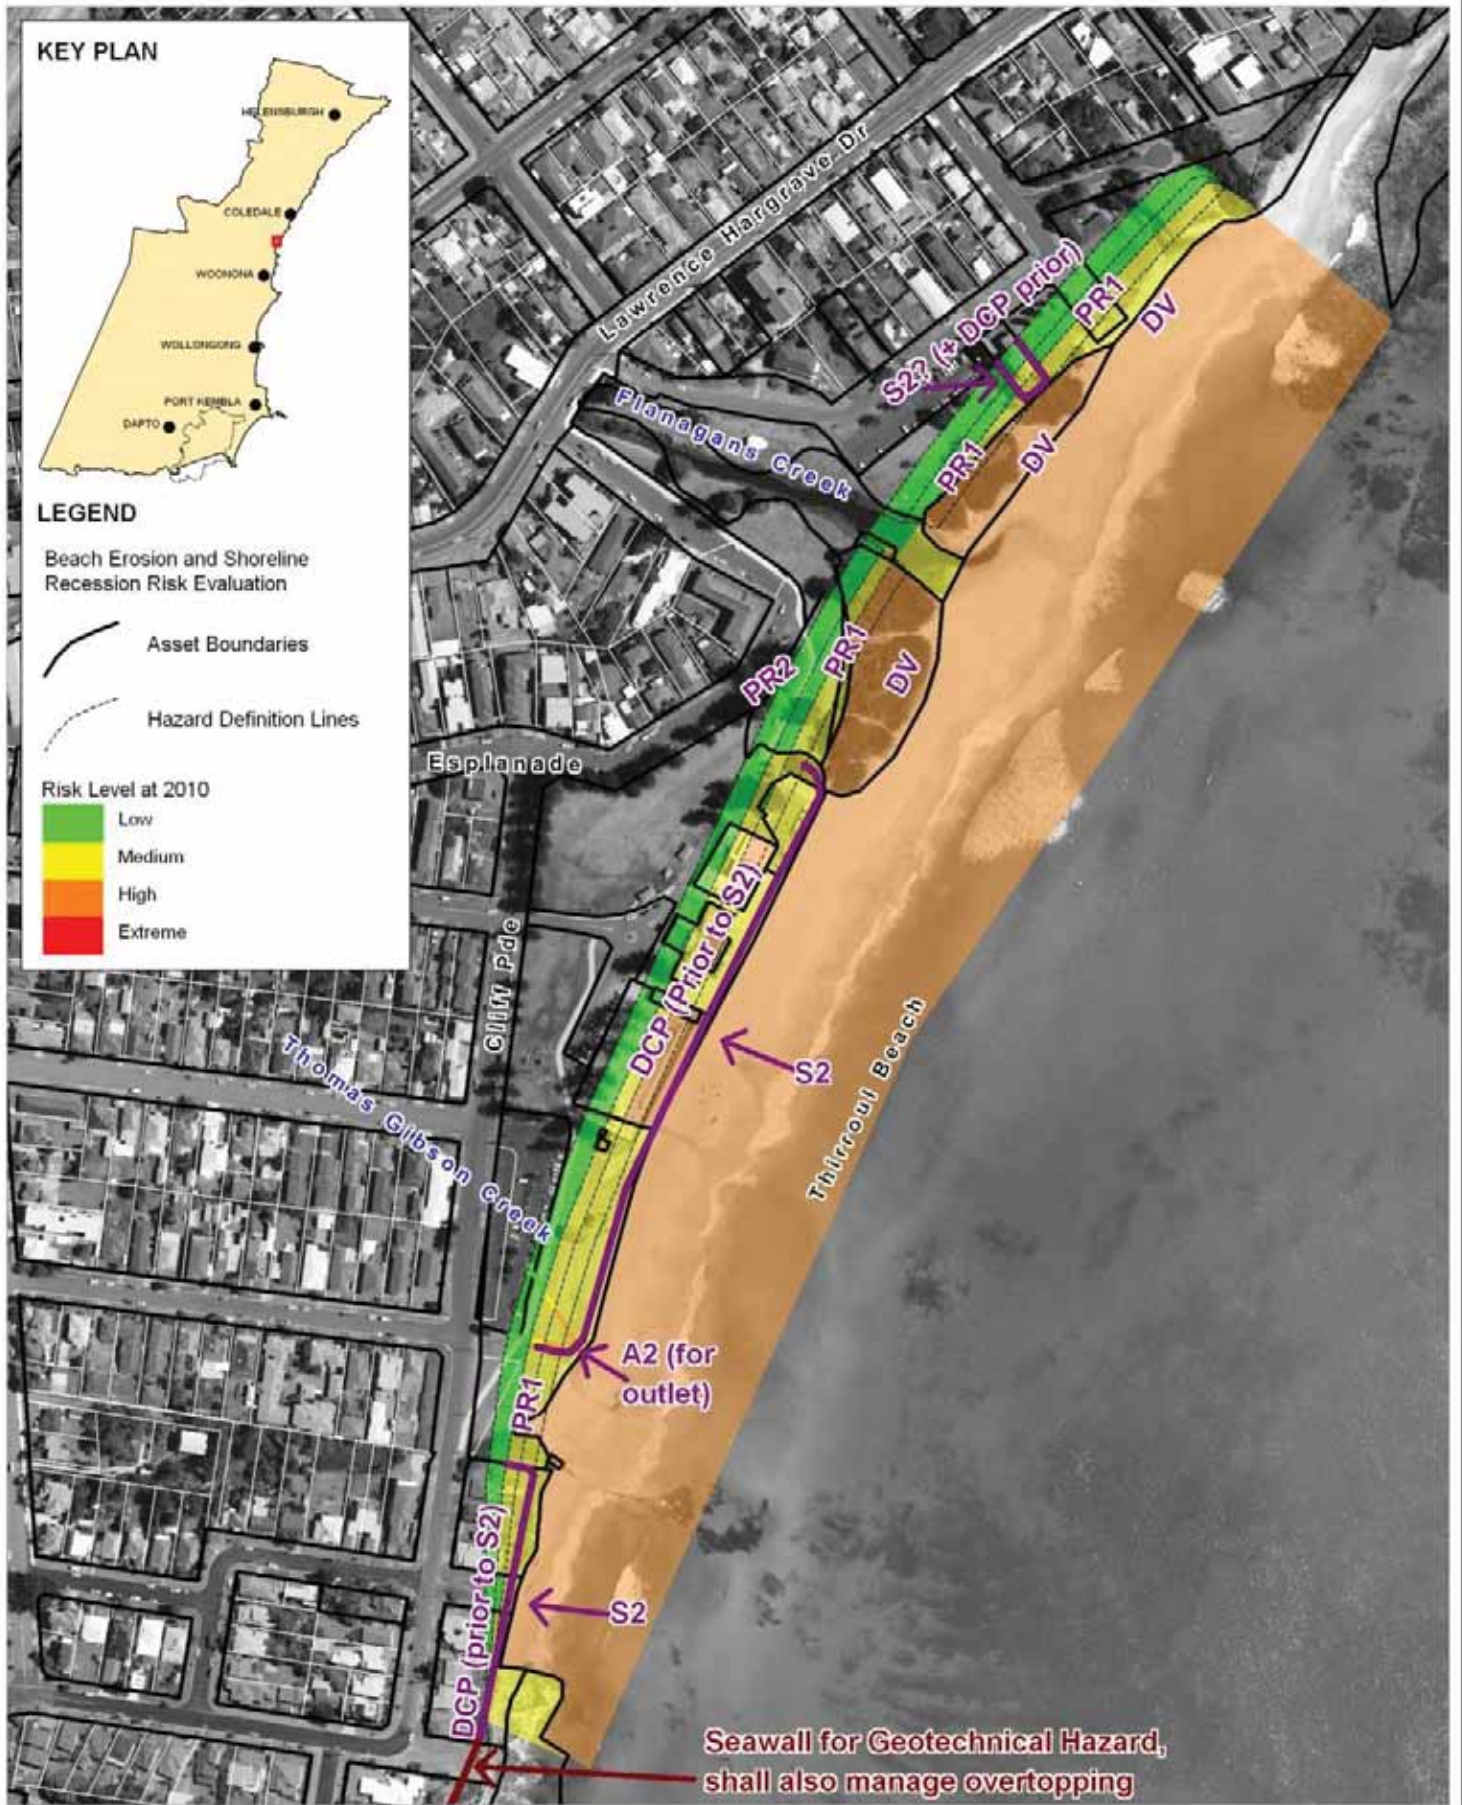 KEY PLAN
HELENSBURGH
COLEDALE
WOONONA
WOLLONGONG
PORT KEMBLA
DAPTO
LEGEND
Beach Erosion and Shoreline
Recession Risk Evaluation
Asset Boundaries
Hazard Definition Lines
Risk Level at 2010
Low
Medium
High
Extreme
Lawrence Hargrave Dr
S2? (+ DCP prior)
PR1
DV
Flanagans Creek
PR1
DV
PR2
PR1
DV
Esplanade
DCP (Prior to S2)
Cliff Pde
S2
Thirroul Beach
Thomas Gibson Creek
A2 (for
outlet)
PR1
DCP (prior to S2)
S2
Seawall for Geotechnical Hazard,
shall also manage overtopping